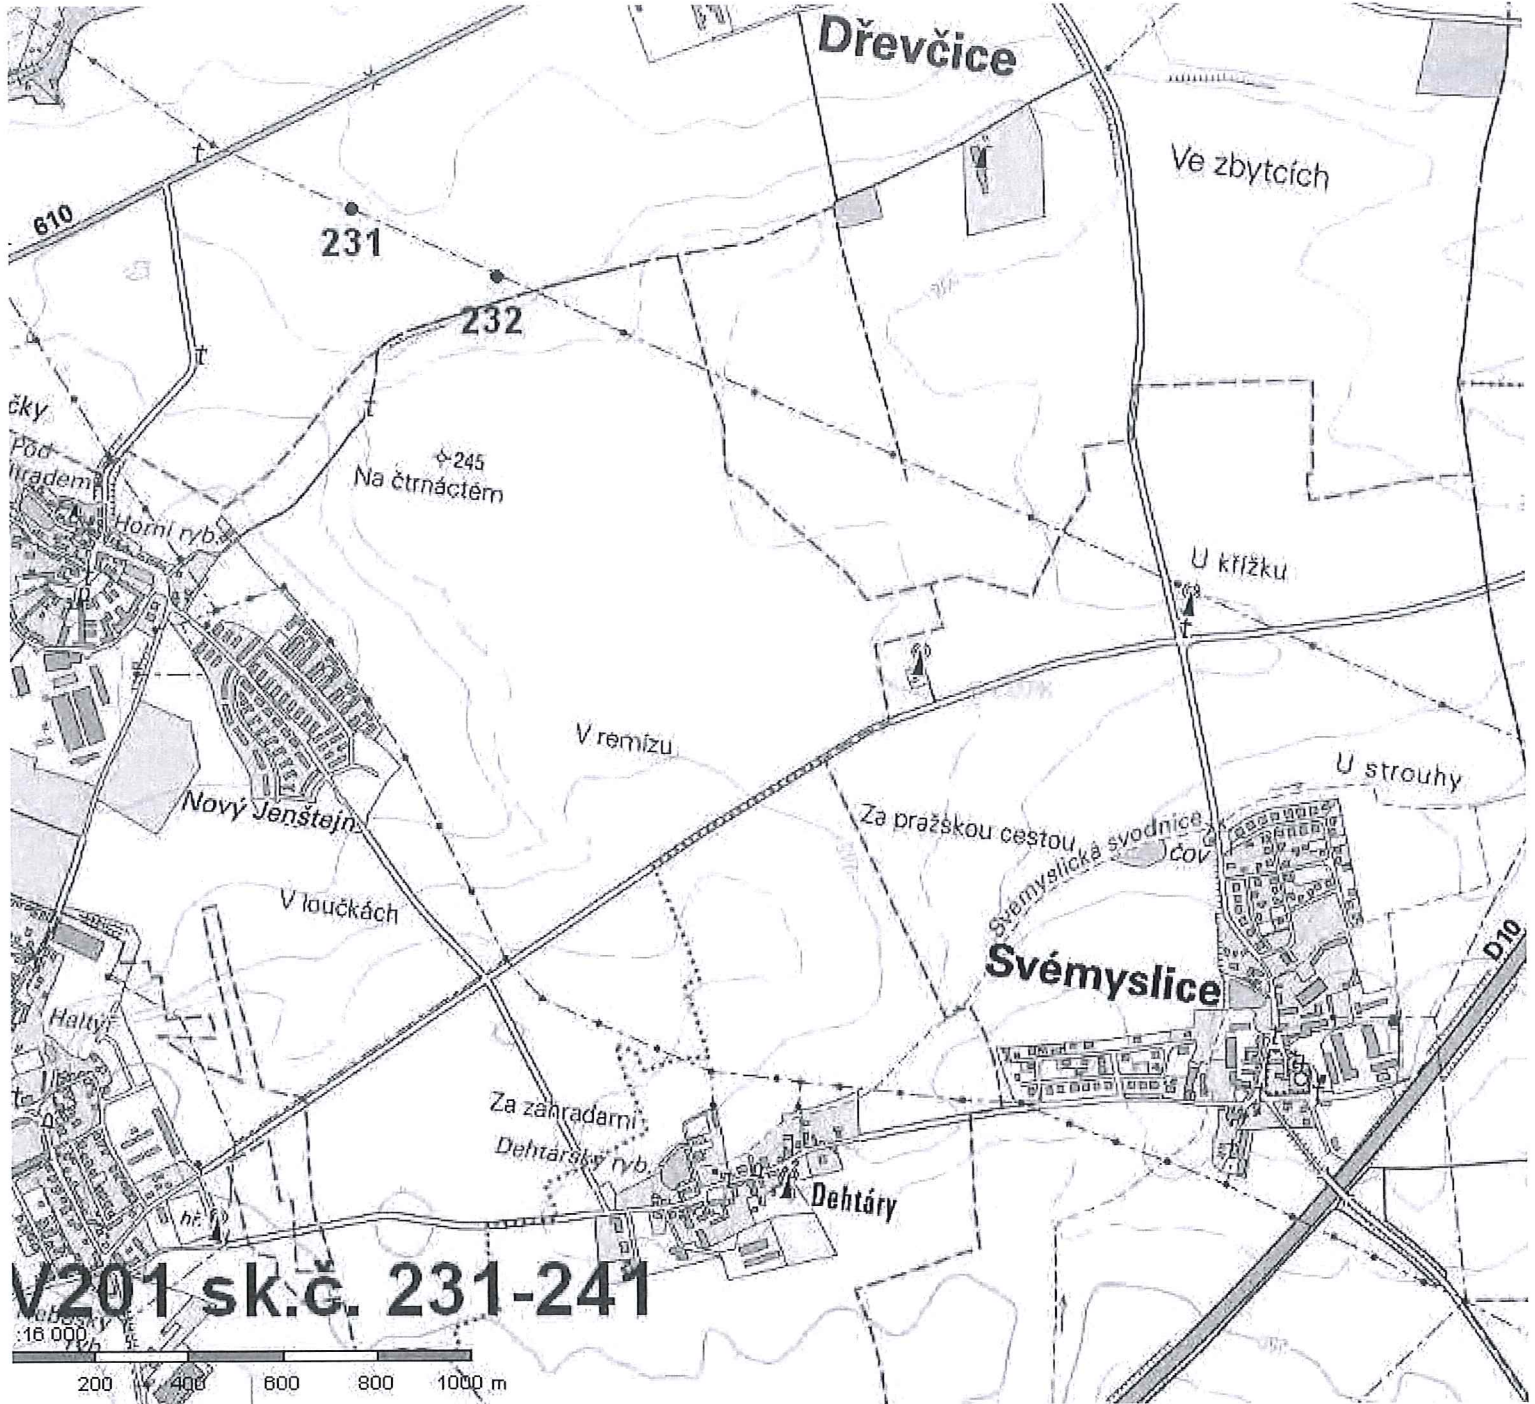 Dřevčice
Ve zbytcích
610
231
232
čky
Pod
hradem
245
Na čtrnáctém
Horní ryb.
U křížku
V remízu
U strouhy
Nový Jenštejn
Za pražskou cestou
Svémyslická svodnice
ČOV
V loučkách
Svémyslice
D10
Haltýř
Za zahradami
Dehtárský ryb.
Dehtáry
hř.
V201 sk.č. 231-241
:16 000
200 400 600 800 1000 m